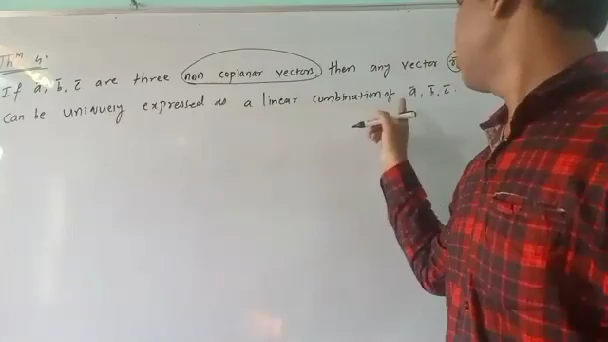 Thm 4:
If a̅, b̅, c̅ are three non coplanar vectors then any vector r̅
can be uniquely expressed as a linear combination of a̅, b̅, c̅.